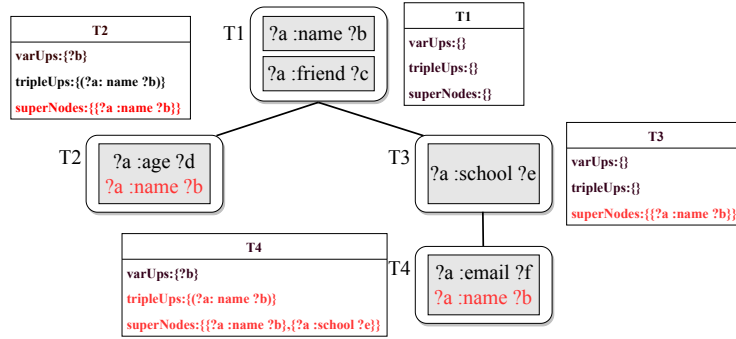 T1
?a :name ?b
?a :friend ?c
T1
varUps:{}
tripleUps:{}
superNodes:{}
T2
varUps:{?b}
tripleUps:{(?a: name ?b)}
superNodes:{{?a :name ?b}}
T2
?a :age ?d
?a :name ?b
T3
?a :school ?e
T3
varUps:{}
tripleUps:{}
superNodes:{{?a :name ?b}}
T4
varUps:{?b}
tripleUps:{(?a: name ?b)}
superNodes:{{?a :name ?b},{?a :school ?e}}
T4
?a :email ?f
?a :name ?b